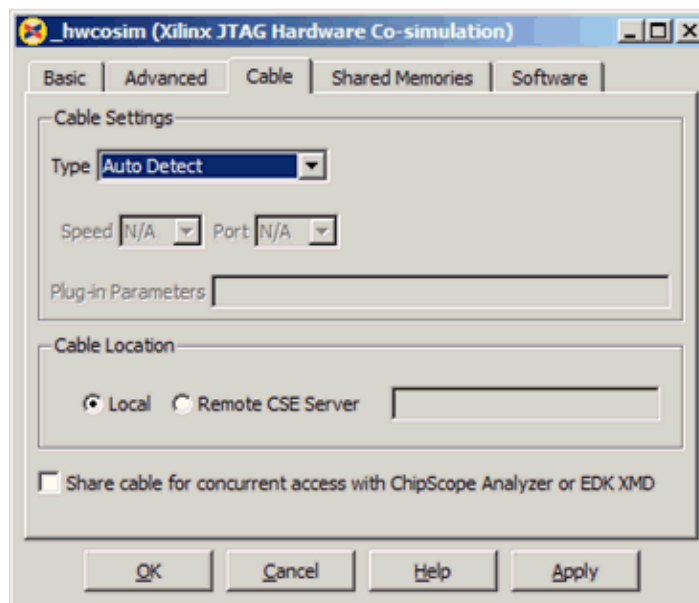 _hwcosim (Xilinx JTAG Hardware Co-simulation)
Basic Advanced Cable Shared Memories Software
Cable Settings
Type Auto Detect
Speed N/A Port N/A
Plug-in Parameters
Cable Location
Local Remote CSE Server
Share cable for concurrent access with ChipScope Analyzer or EDK XMD
OK Cancel Help Apply